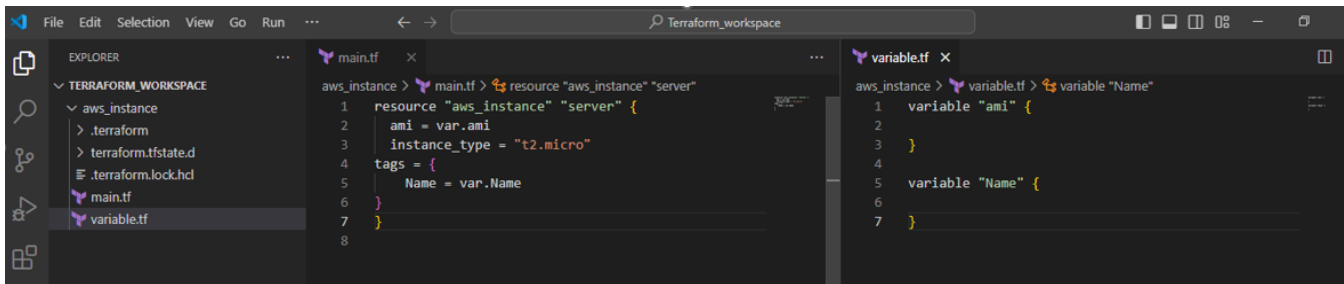 File Edit Selection View Go Run ... Terraform_workspace
EXPLORER ...
TERRAFORM_WORKSPACE
aws_instance
.terraform
terraform.tfstate.d
.terraform.lock.hcl
main.tf
variable.tf
main.tf
aws_instance > main.tf > resource "aws_instance" "server"
1 resource "aws_instance" "server" {
2 ami = var.ami
3 instance_type = "t2.micro"
4 tags = {
5 Name = var.Name
6 }
7 }
8
variable.tf
aws_instance > variable.tf > variable "Name"
1 variable "ami" {
2
3 }
4
5 variable "Name" {
6
7 }